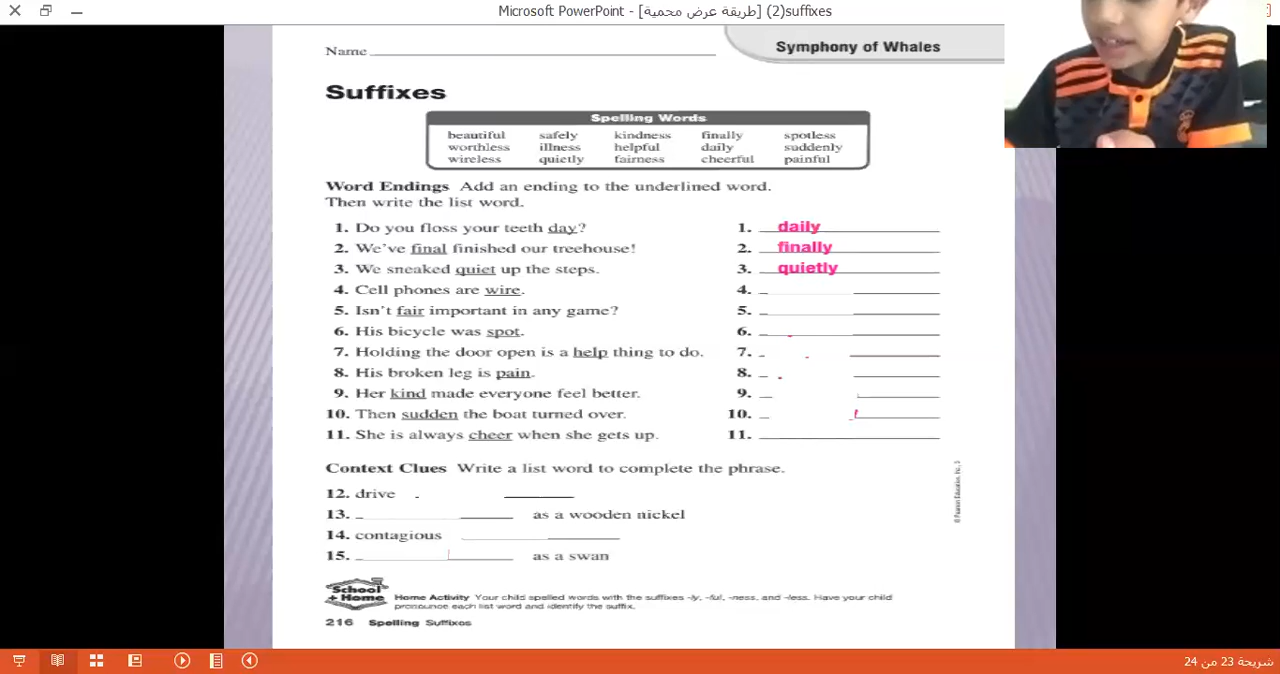 Microsoft PowerPoint - [طريقة عرض محمية] (2)suffixes
Name
Symphony of Whales
Suffixes
Spelling Words
beautiful safely kindness finally spotless
worthless illness helpful daily suddenly
wireless quietly fairness cheerful painful
Word Endings Add an ending to the underlined word.
Then write the list word.
1. Do you floss your teeth day? 1. daily
2. We've final finished our treehouse! 2. finally
3. We sneaked quiet up the steps. 3. quietly
4. Cell phones are wire. 4.
5. Isn't fair important in any game? 5.
6. His bicycle was spot. 6.
7. Holding the door open is a help thing to do. 7.
8. His broken leg is pain. 8.
9. Her kind made everyone feel better. 9.
10. Then sudden the boat turned over. 10.
11. She is always cheer when she gets up. 11.
Context Clues Write a list word to complete the phrase.
12. drive
13. as a wooden nickel
14. contagious
15. as a swan
© Pearson Education, Inc., 3
School + Home
Home Activity Your child spelled words with the suffixes -ly, -ful, -ness, and -less. Have your child
pronounce each list word and identify the suffix.
216 Spelling Suffixes
شريحة 23 من 24